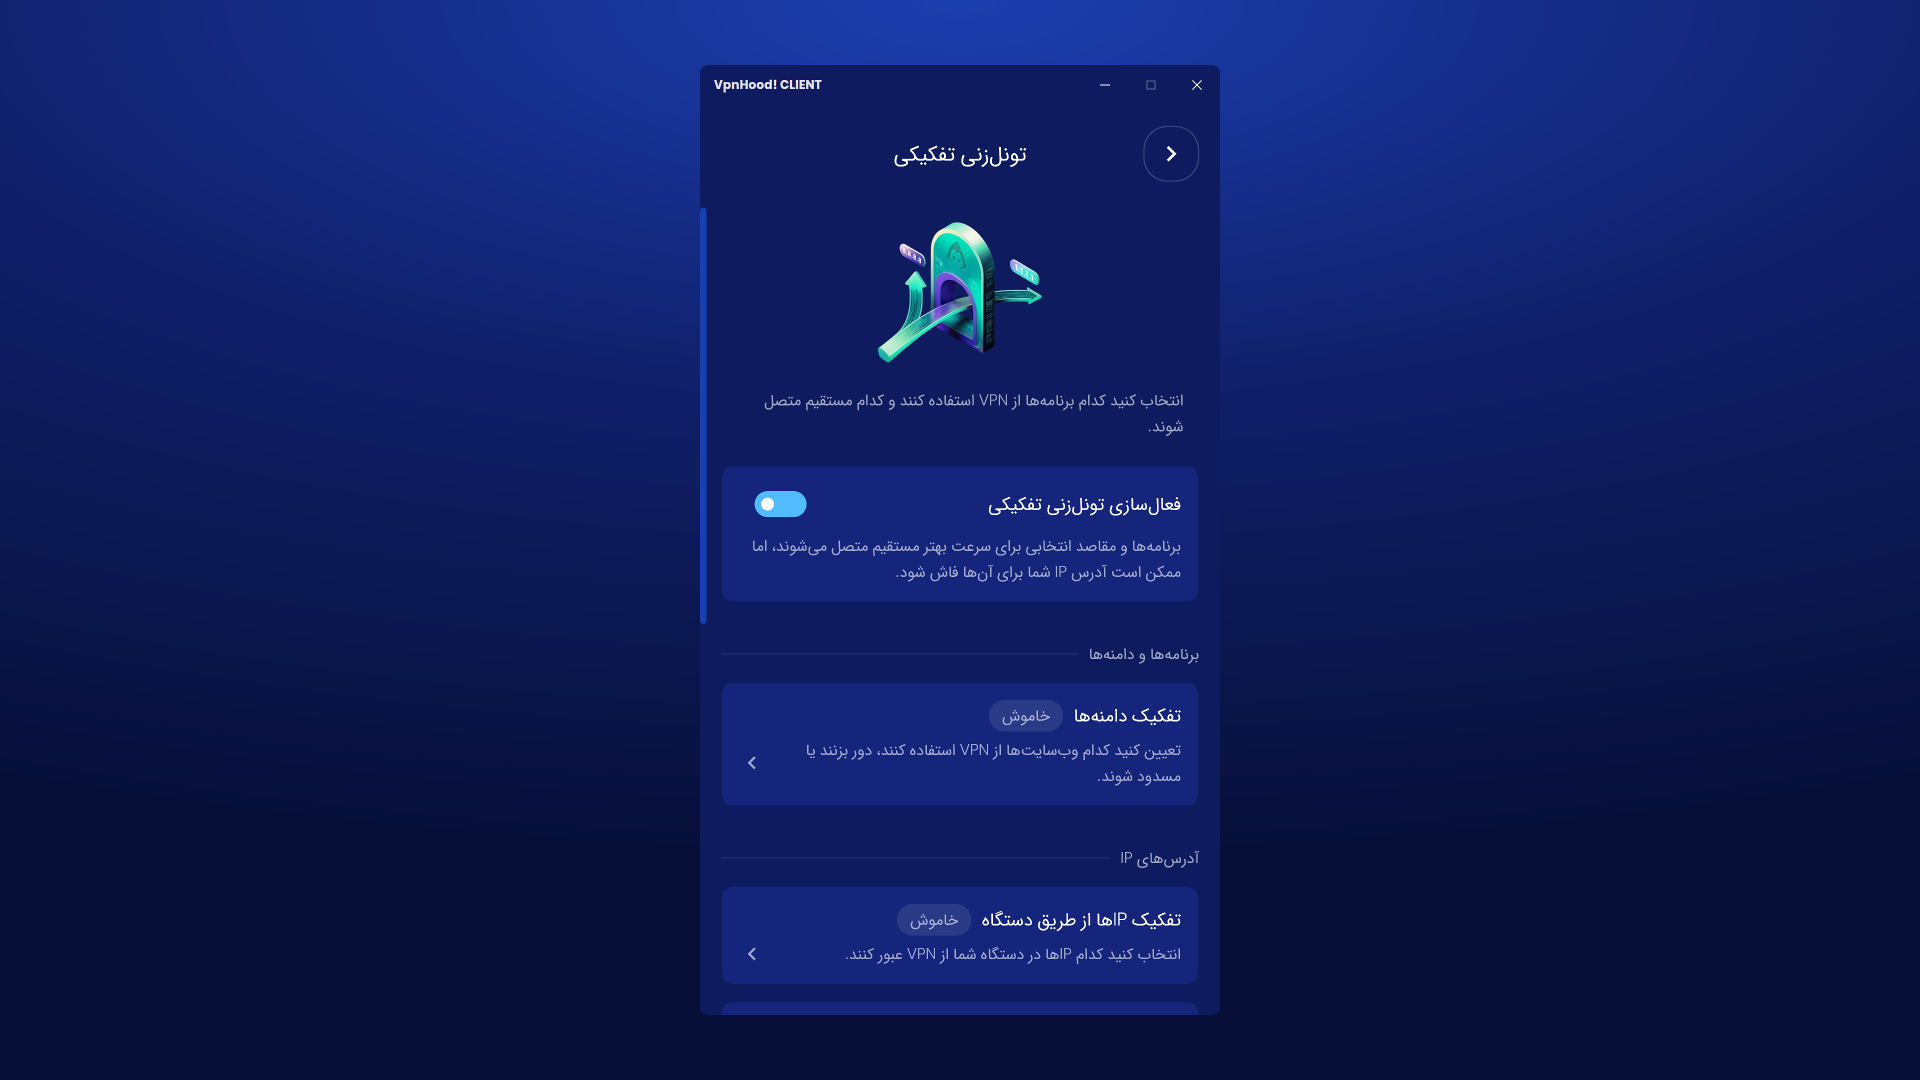 VpnHood! CLIENT
تونل‌زنی تفکیکی
انتخاب کنید کدام برنامه‌ها از VPN استفاده کنند و کدام مستقیم متصل
شوند.
فعال‌سازی تونل‌زنی تفکیکی
برنامه‌ها و مقاصد انتخابی برای سرعت بهتر مستقیم متصل می‌شوند، اما
ممکن است آدرس IP شما برای آن‌ها فاش شود.
برنامه‌ها و دامنه‌ها
تفکیک دامنه‌ها خاموش
تعیین کنید کدام وب‌سایت‌ها از VPN استفاده کنند، دور بزنند یا
مسدود شوند.
آدرس‌های IP
تفکیک IPها از طریق دستگاه خاموش
انتخاب کنید کدام IPها در دستگاه شما از VPN عبور کنند.